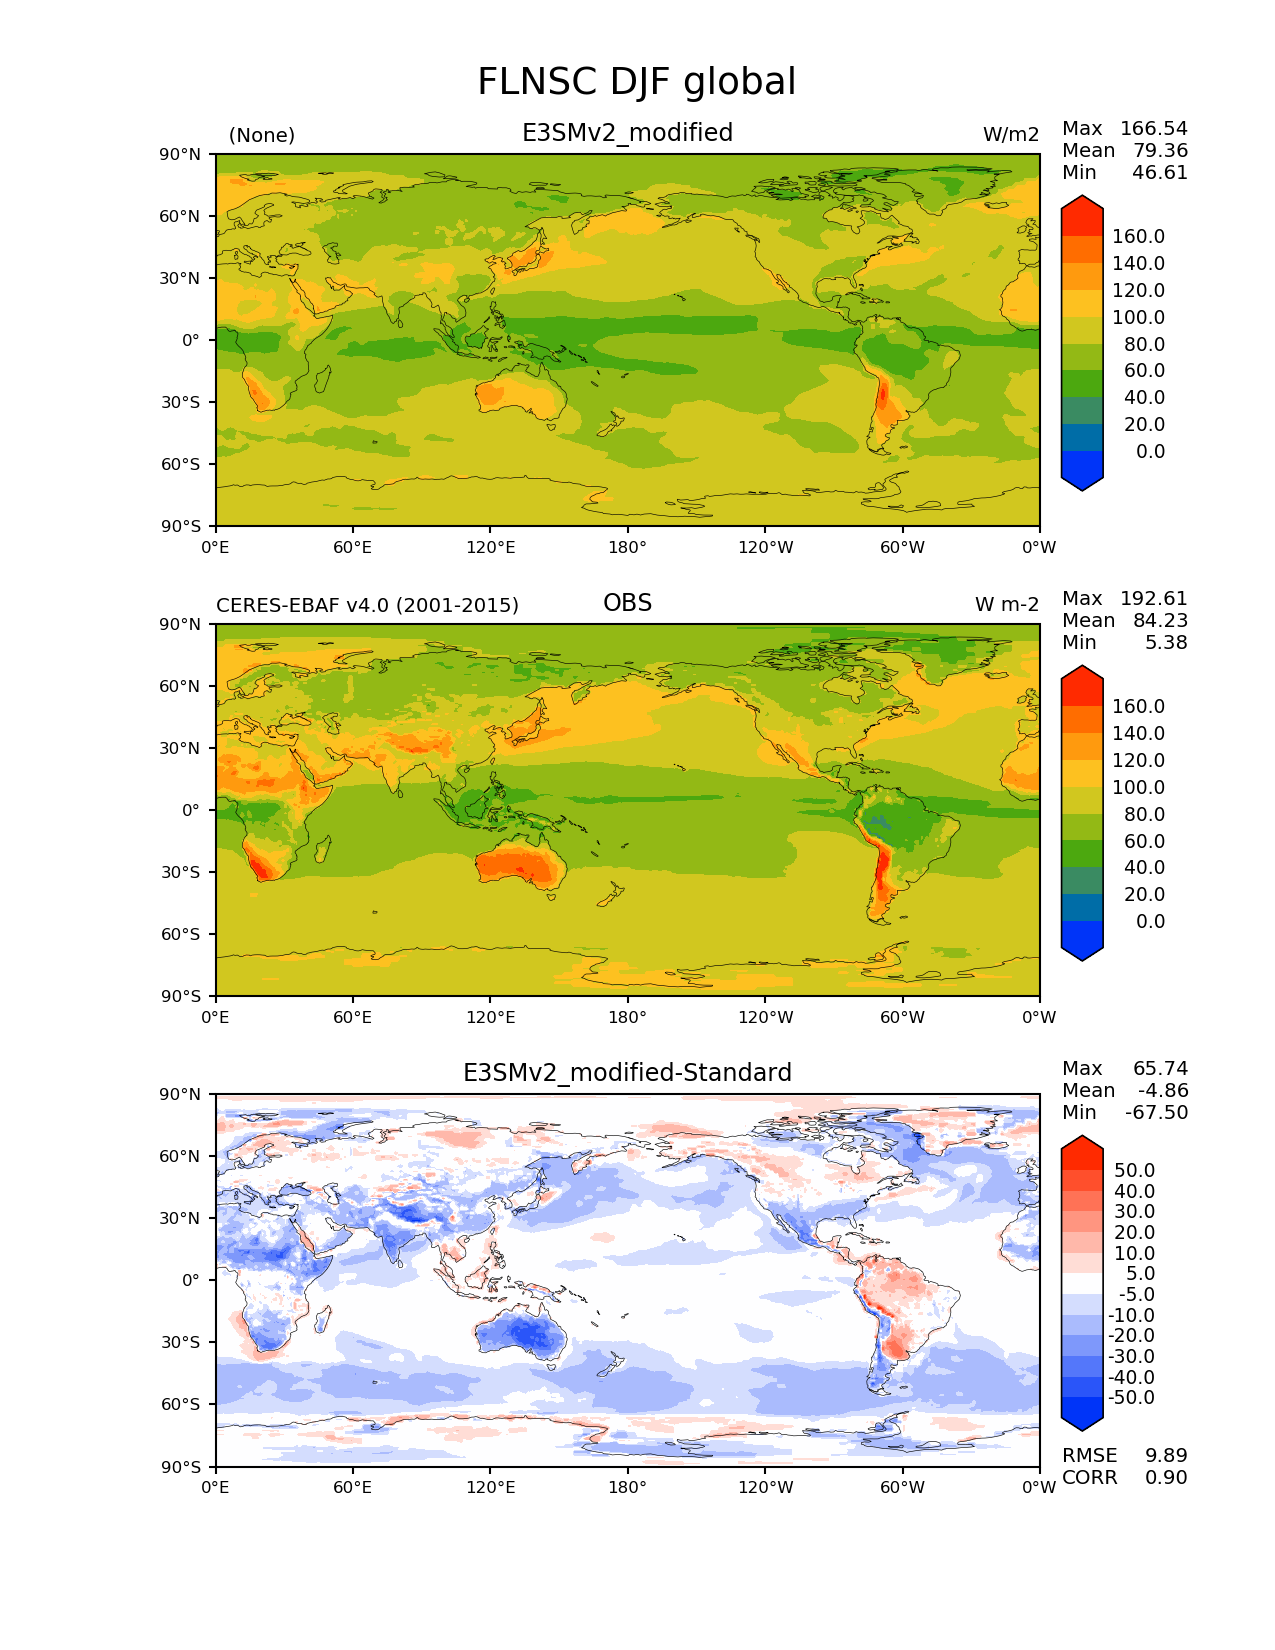 FLNSC DJF global
(None) E3SMv2_modified W/m2
Max 166.54
Mean 79.36
Min 46.61
90°N
60°N
30°N
0°
30°S
60°S
90°S
0°E 60°E 120°E 180° 120°W 60°W 0°W
160.0
140.0
120.0
100.0
80.0
60.0
40.0
20.0
0.0
CERES-EBAF v4.0 (2001-2015) OBS W m-2
Max 192.61
Mean 84.23
Min 5.38
90°N
60°N
30°N
0°
30°S
60°S
90°S
0°E 60°E 120°E 180° 120°W 60°W 0°W
160.0
140.0
120.0
100.0
80.0
60.0
40.0
20.0
0.0
E3SMv2_modified-Standard
Max 65.74
Mean -4.86
Min -67.50
90°N
60°N
30°N
0°
30°S
60°S
90°S
0°E 60°E 120°E 180° 120°W 60°W 0°W
50.0
40.0
30.0
20.0
10.0
5.0
-5.0
-10.0
-20.0
-30.0
-40.0
-50.0
RMSE 9.89
CORR 0.90